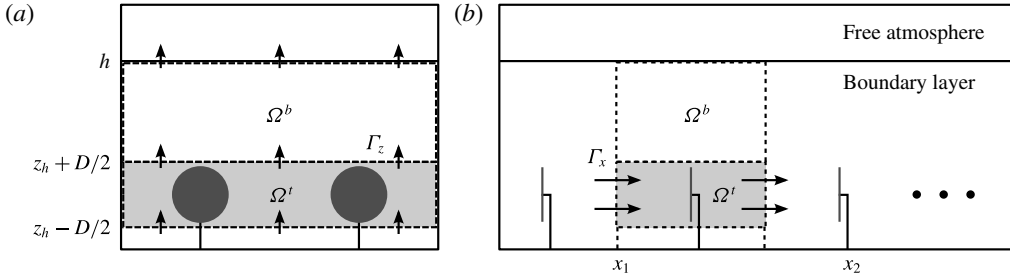 (a)
h
Ω^b
z_h + D/2
Γ_z
Ω^t
z_h − D/2
(b)
Free atmosphere
Boundary layer
Ω^b
Γ_x
Ω^t
x_1
x_2